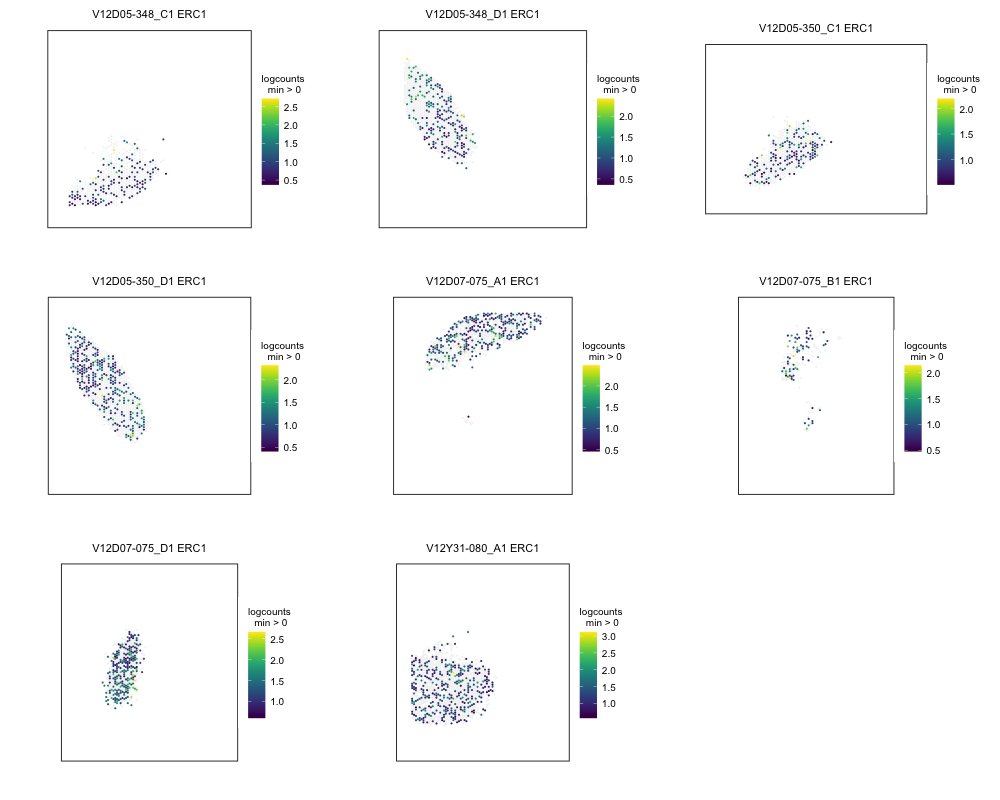 V12D05-348_C1 ERC1
logcounts
min > 0
2.5
2.0
1.5
1.0
0.5
V12D05-348_D1 ERC1
logcounts
min > 0
2.0
1.5
1.0
0.5
V12D05-350_C1 ERC1
logcounts
min > 0
2.0
1.5
1.0
V12D05-350_D1 ERC1
logcounts
min > 0
2.0
1.5
1.0
0.5
V12D07-075_A1 ERC1
logcounts
min > 0
2.0
1.5
1.0
0.5
V12D07-075_B1 ERC1
logcounts
min > 0
2.0
1.5
1.0
0.5
V12D07-075_D1 ERC1
logcounts
min > 0
2.5
2.0
1.5
1.0
V12Y31-080_A1 ERC1
logcounts
min > 0
3.0
2.5
2.0
1.5
1.0